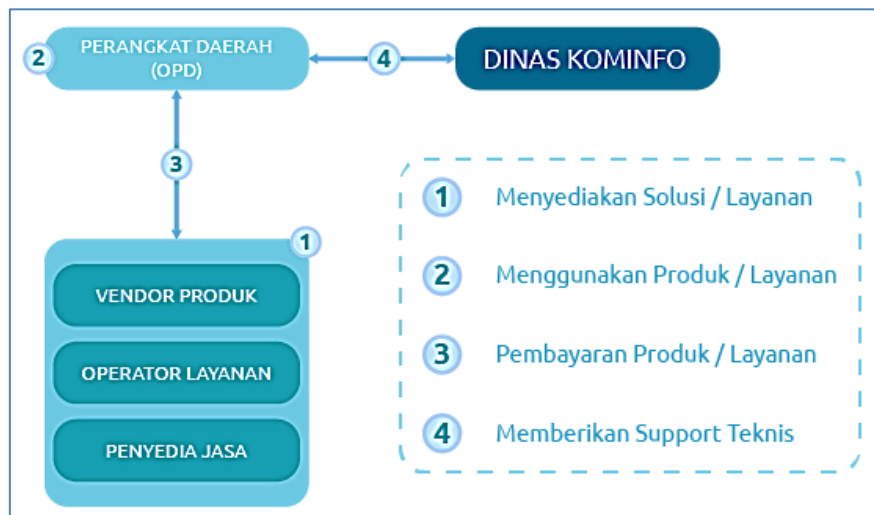 PERANGKAT DAERAH
(OPD)
2
4
DINAS KOMINFO
3
1
VENDOR PRODUK
OPERATOR LAYANAN
PENYEDIA JASA
1 Menyediakan Solusi / Layanan
2 Menggunakan Produk / Layanan
3 Pembayaran Produk / Layanan
4 Memberikan Support Teknis